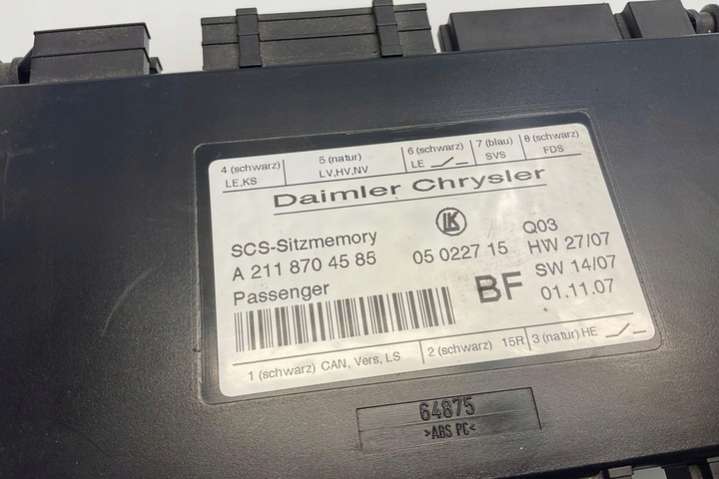 4 (schwarz) 5 (natur) 6 (schwarz) 7 (blau) 8 (schwarz)
LE,KS LV,HV,NV LE SVS FDS
Daimler Chrysler
SCS-Sitzmemory LK Q03
A 211 870 45 85 05 0227 15 HW 27/07
Passenger BF SW 14/07
01.11.07
1 (schwarz) CAN, Vers, LS 2 (schwarz) 15R 3 (natur) HE
64875
>ABS PC<